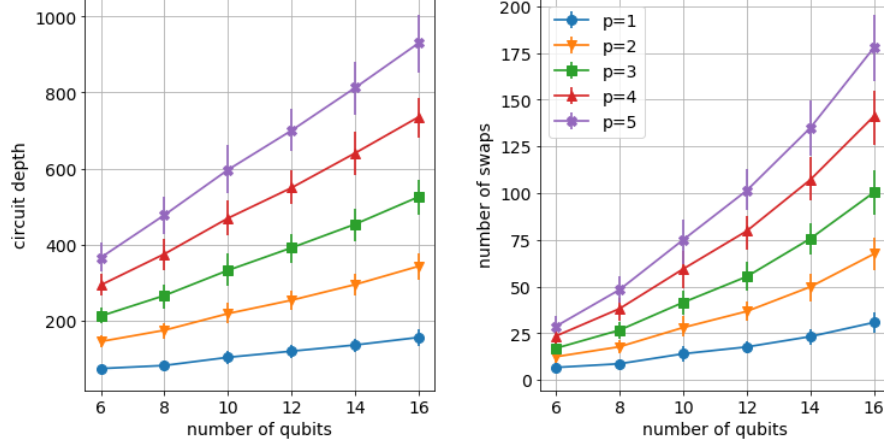 1000
800
600
400
200
circuit depth
6 8 10 12 14 16
number of qubits
200
175
150
125
100
75
50
25
0
number of swaps
p=1
p=2
p=3
p=4
p=5
6 8 10 12 14 16
number of qubits